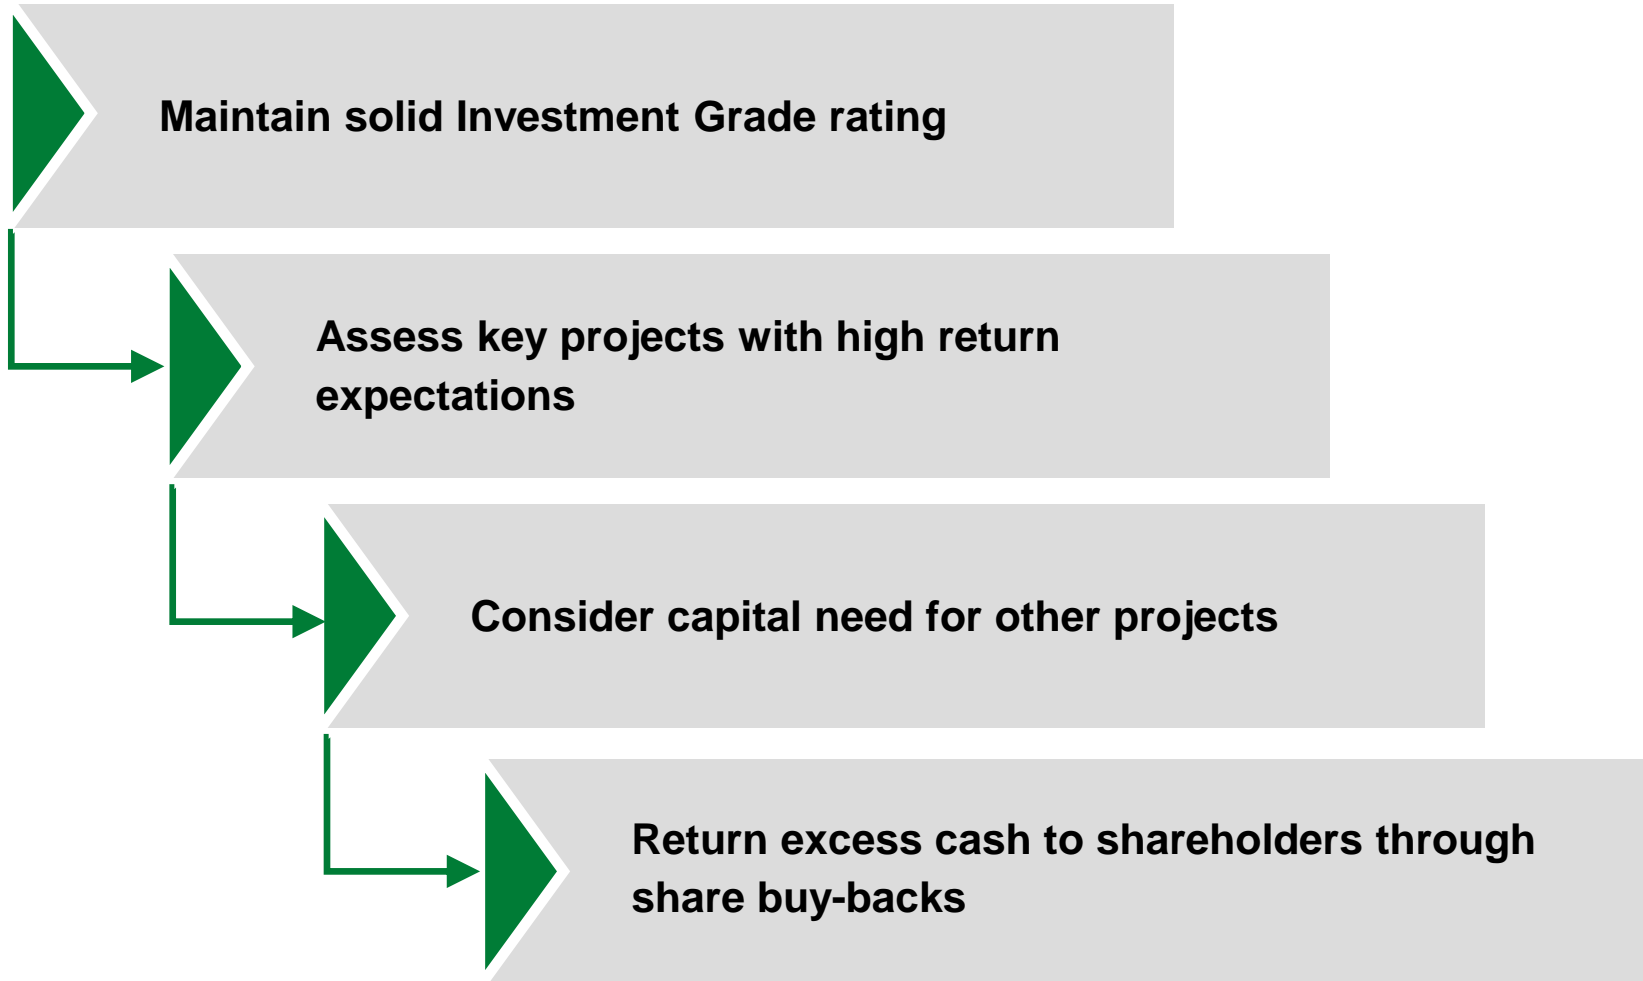 Maintain solid Investment Grade rating
Assess key projects with high return
expectations
Consider capital need for other projects
Return excess cash to shareholders through
share buy-backs